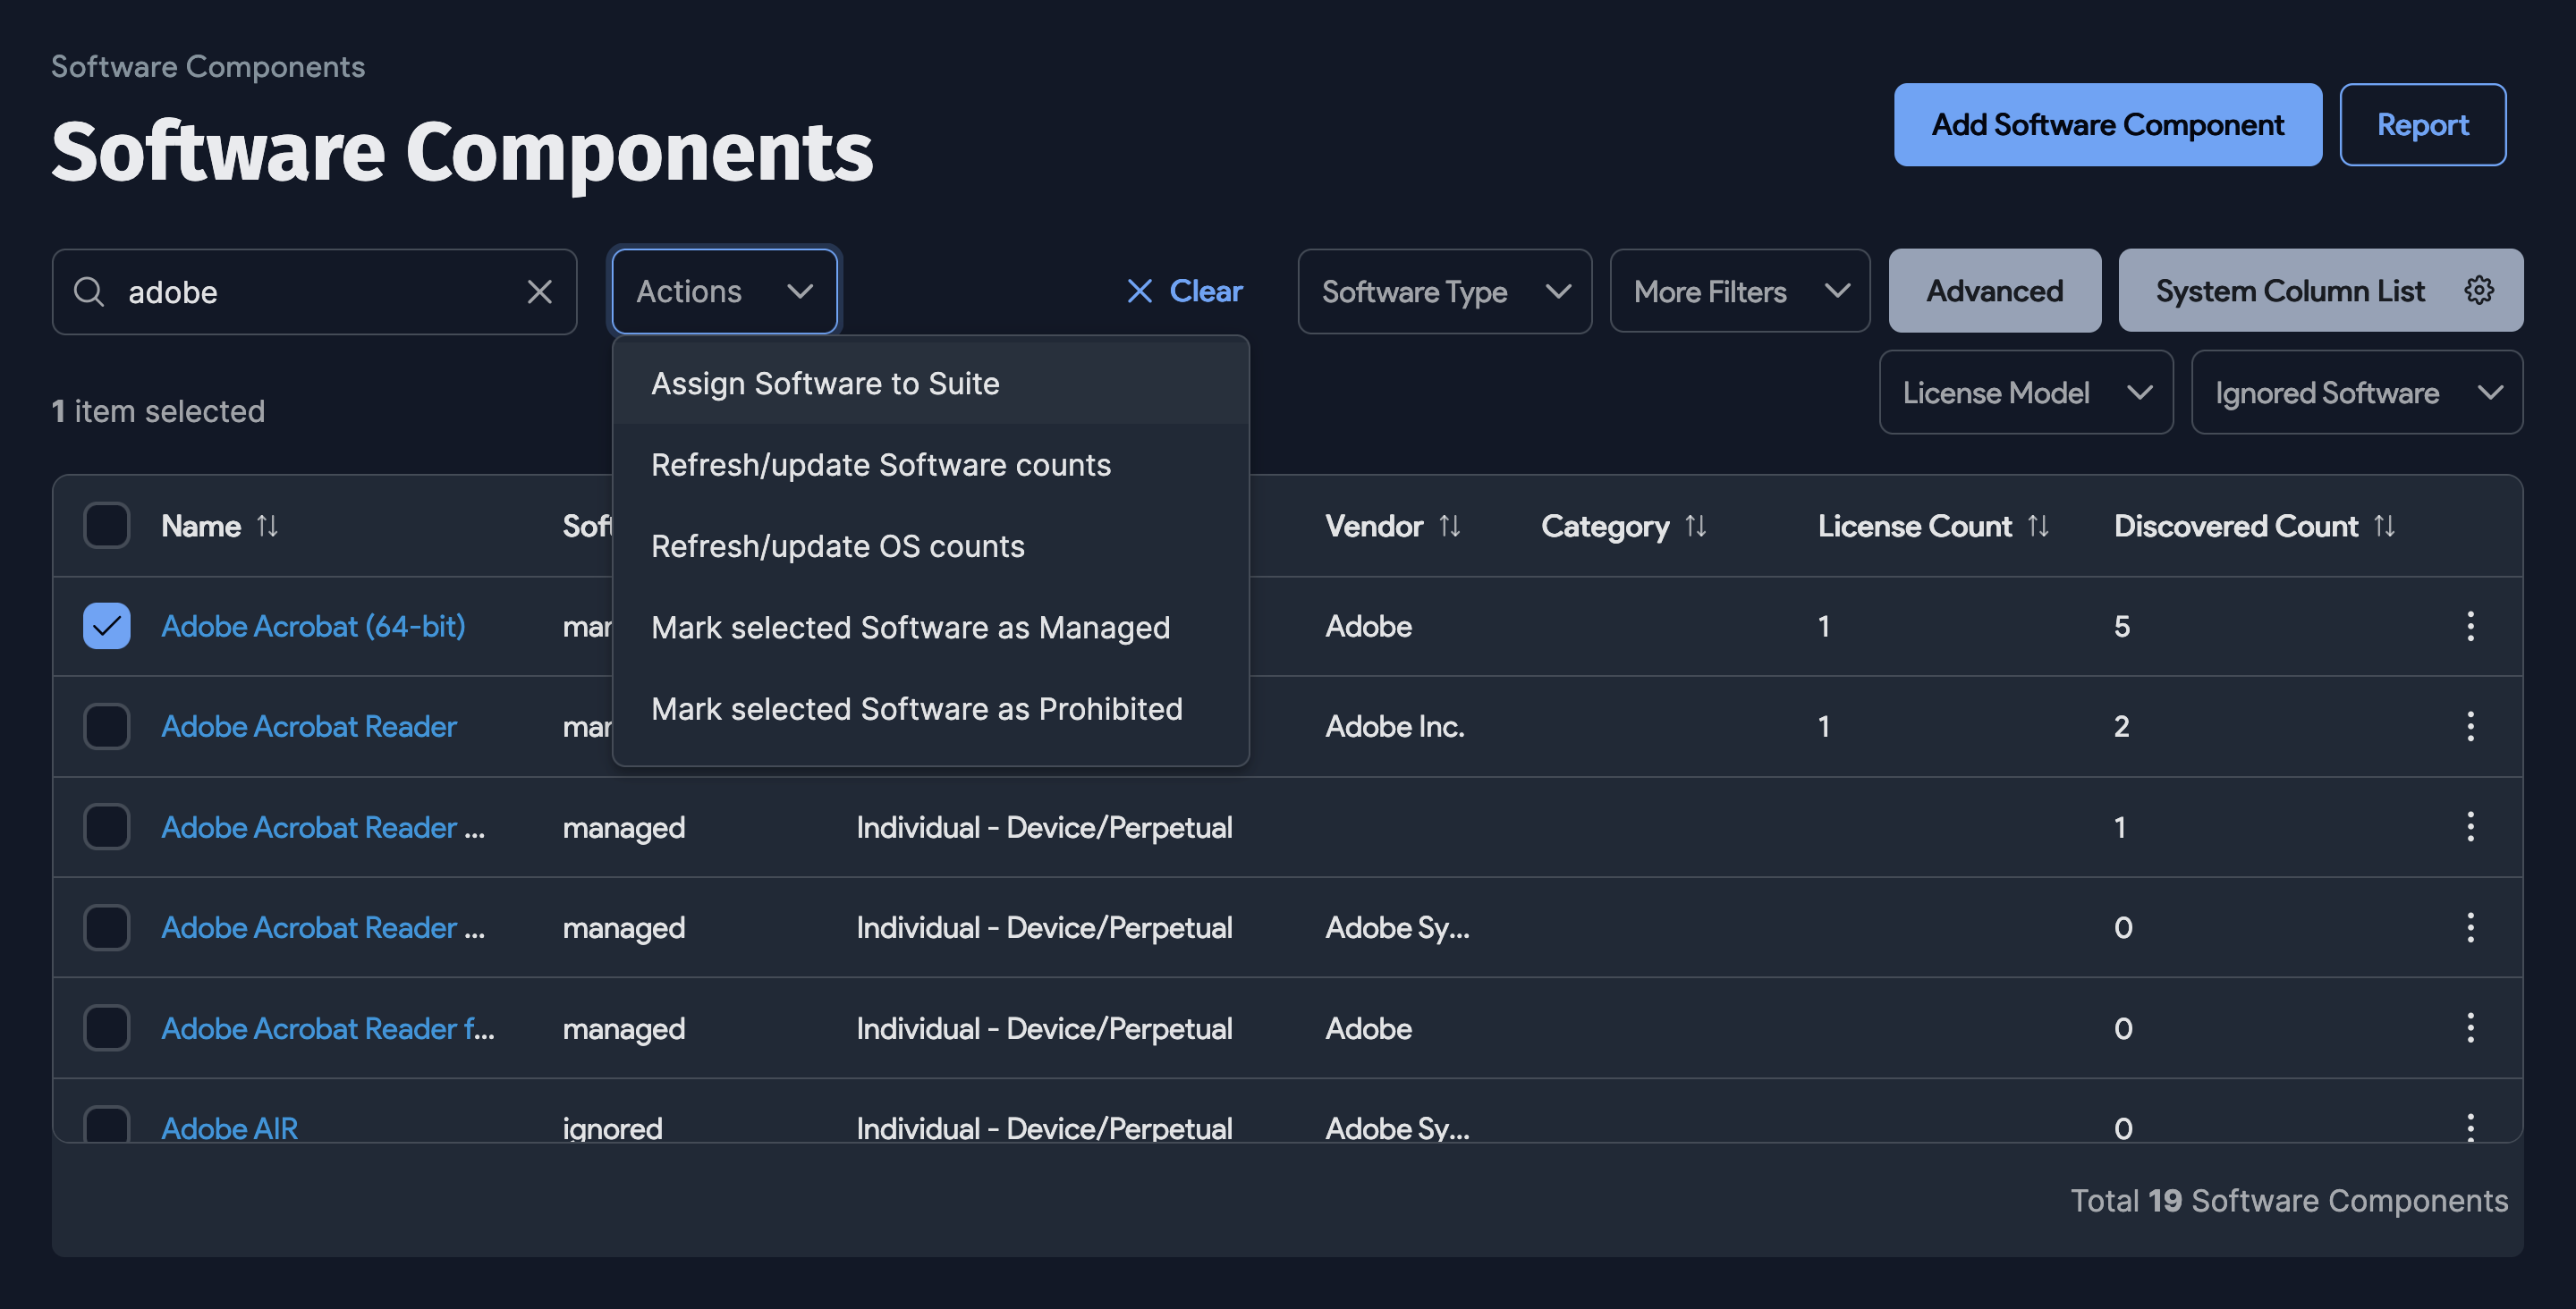 Software Components
Software Components
Add Software Component
Report
adobe
Actions
Clear
Software Type
More Filters
Advanced
System Column List
License Model
Ignored Software
1 item selected
Assign Software to Suite
Refresh/update Software counts
Refresh/update OS counts
Mark selected Software as Managed
Mark selected Software as Prohibited
Name Vendor Category License Count Discovered Count
Adobe Acrobat (64-bit) Adobe 1 5
Adobe Acrobat Reader Adobe Inc. 1 2
Adobe Acrobat Reader ... managed Individual - Device/Perpetual 1
Adobe Acrobat Reader ... managed Individual - Device/Perpetual Adobe Sy... 0
Adobe Acrobat Reader f... managed Individual - Device/Perpetual Adobe 0
Adobe AIR ignored Individual - Device/Perpetual Adobe Sy... 0
Total 19 Software Components